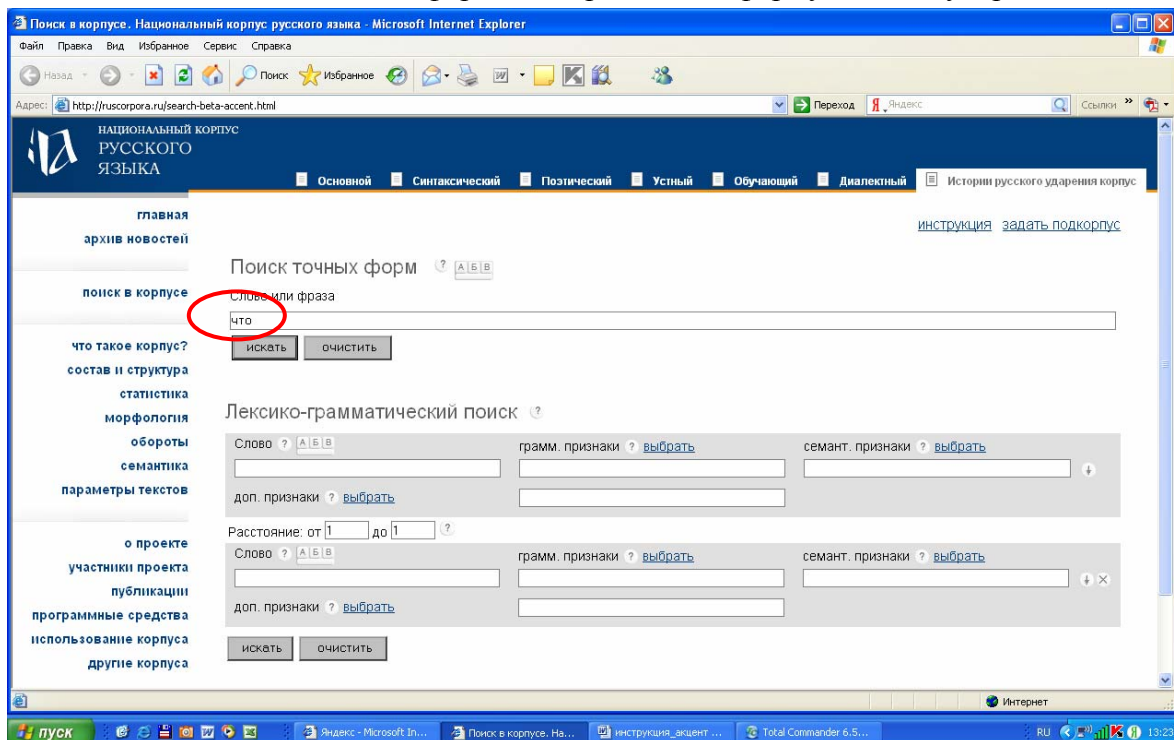 Поиск в корпусе. Национальный корпус русского языка - Microsoft Internet Explorer
Файл Правка Вид Избранное Сервис Справка
Назад Поиск Избранное
Адрес: http://ruscorpora.ru/search-beta-accent.html Переход Яндекс Ссылки »
НАЦИОНАЛЬНЫЙ КОРПУС
РУССКОГО
ЯЗЫКА
Основной Синтаксический Поэтический Устный Обучающий Диалектный Истории русского ударения корпус
главная
архив новостей
поиск в корпусе
что такое корпус?
состав и структура
статистика
морфология
обороты
семантика
параметры текстов
о проекте
участники проекта
публикации
программные средства
использование корпуса
другие корпуса
инструкция задать подкорпус
Поиск точных форм ? А Б В
Слово или фраза
что
искать очистить
Лексико-грамматический поиск ?
Слово ? А Б В грамм. признаки ? выбрать семант. признаки ? выбрать
доп. признаки ? выбрать
Расстояние: от 1 до 1 ?
Слово ? А Б В грамм. признаки ? выбрать семант. признаки ? выбрать
доп. признаки ? выбрать
искать очистить
Интернет
пуск Яндекс - Microsoft In... Поиск в корпусе. На... инструкция_акцент ... Total Commander 6.5... RU